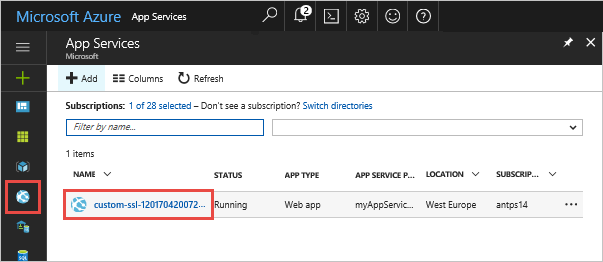 Microsoft Azure App Services
2
App Services
Microsoft
Add Columns Refresh
Subscriptions: 1 of 28 selected – Don't see a subscription? Switch directories
Filter by name...
1 items
NAME STATUS APP TYPE APP SERVICE P... LOCATION SUBSCRIPT...
custom-ssl-120170420072... Running Web app myAppServic... West Europe antps14 ...
SQL